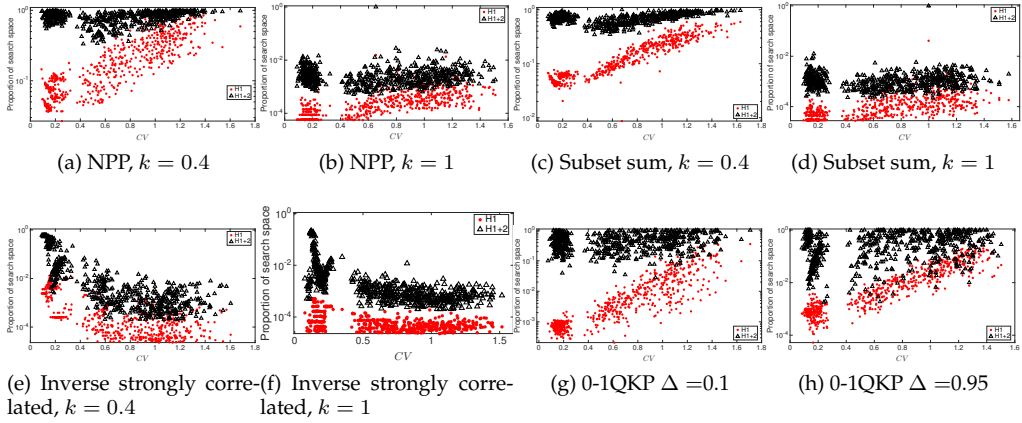 Proportion of search space
10^0
10^-1
H1
H1+2
0 0.2 0.4 0.6 0.8 1 1.2 1.4 1.6 1.8
CV
(a) NPP, k = 0.4
Proportion of search space
10^0
10^-2
10^-4
H1
H1+2
0 0.2 0.4 0.6 0.8 1 1.2 1.4 1.6 1.8
CV
(b) NPP, k = 1
Proportion of search space
10^0
10^-1
10^-2
H1
H1+2
0 0.2 0.4 0.6 0.8 1 1.2 1.4 1.6 1.8
CV
(c) Subset sum, k = 0.4
Proportion of search space
10^0
10^-2
10^-4
H1
H1+2
0 0.2 0.4 0.6 0.8 1 1.2 1.4 1.6 1.8
CV
(d) Subset sum, k = 1
Proportion of search space
10^0
10^-2
10^-4
H1
H1+2
0 0.2 0.4 0.6 0.8 1 1.2 1.4 1.6 1.8
CV
(e) Inverse strongly corre-
lated, k = 0.4
Proportion of search space
10^0
10^-2
10^-4
H1
H1+2
0 0.5 1 1.5
CV
(f) Inverse strongly corre-
lated, k = 1
Proportion of search space
10^0
10^-1
10^-2
10^-3
H1
H1+2
0 0.2 0.4 0.6 0.8 1 1.2 1.4 1.6 1.8
CV
(g) 0-1QKP Δ =0.1
Proportion of search space
10^0
10^-2
10^-4
H1
H1+2
0 0.2 0.4 0.6 0.8 1 1.2 1.4 1.6 1.8
CV
(h) 0-1QKP Δ =0.95